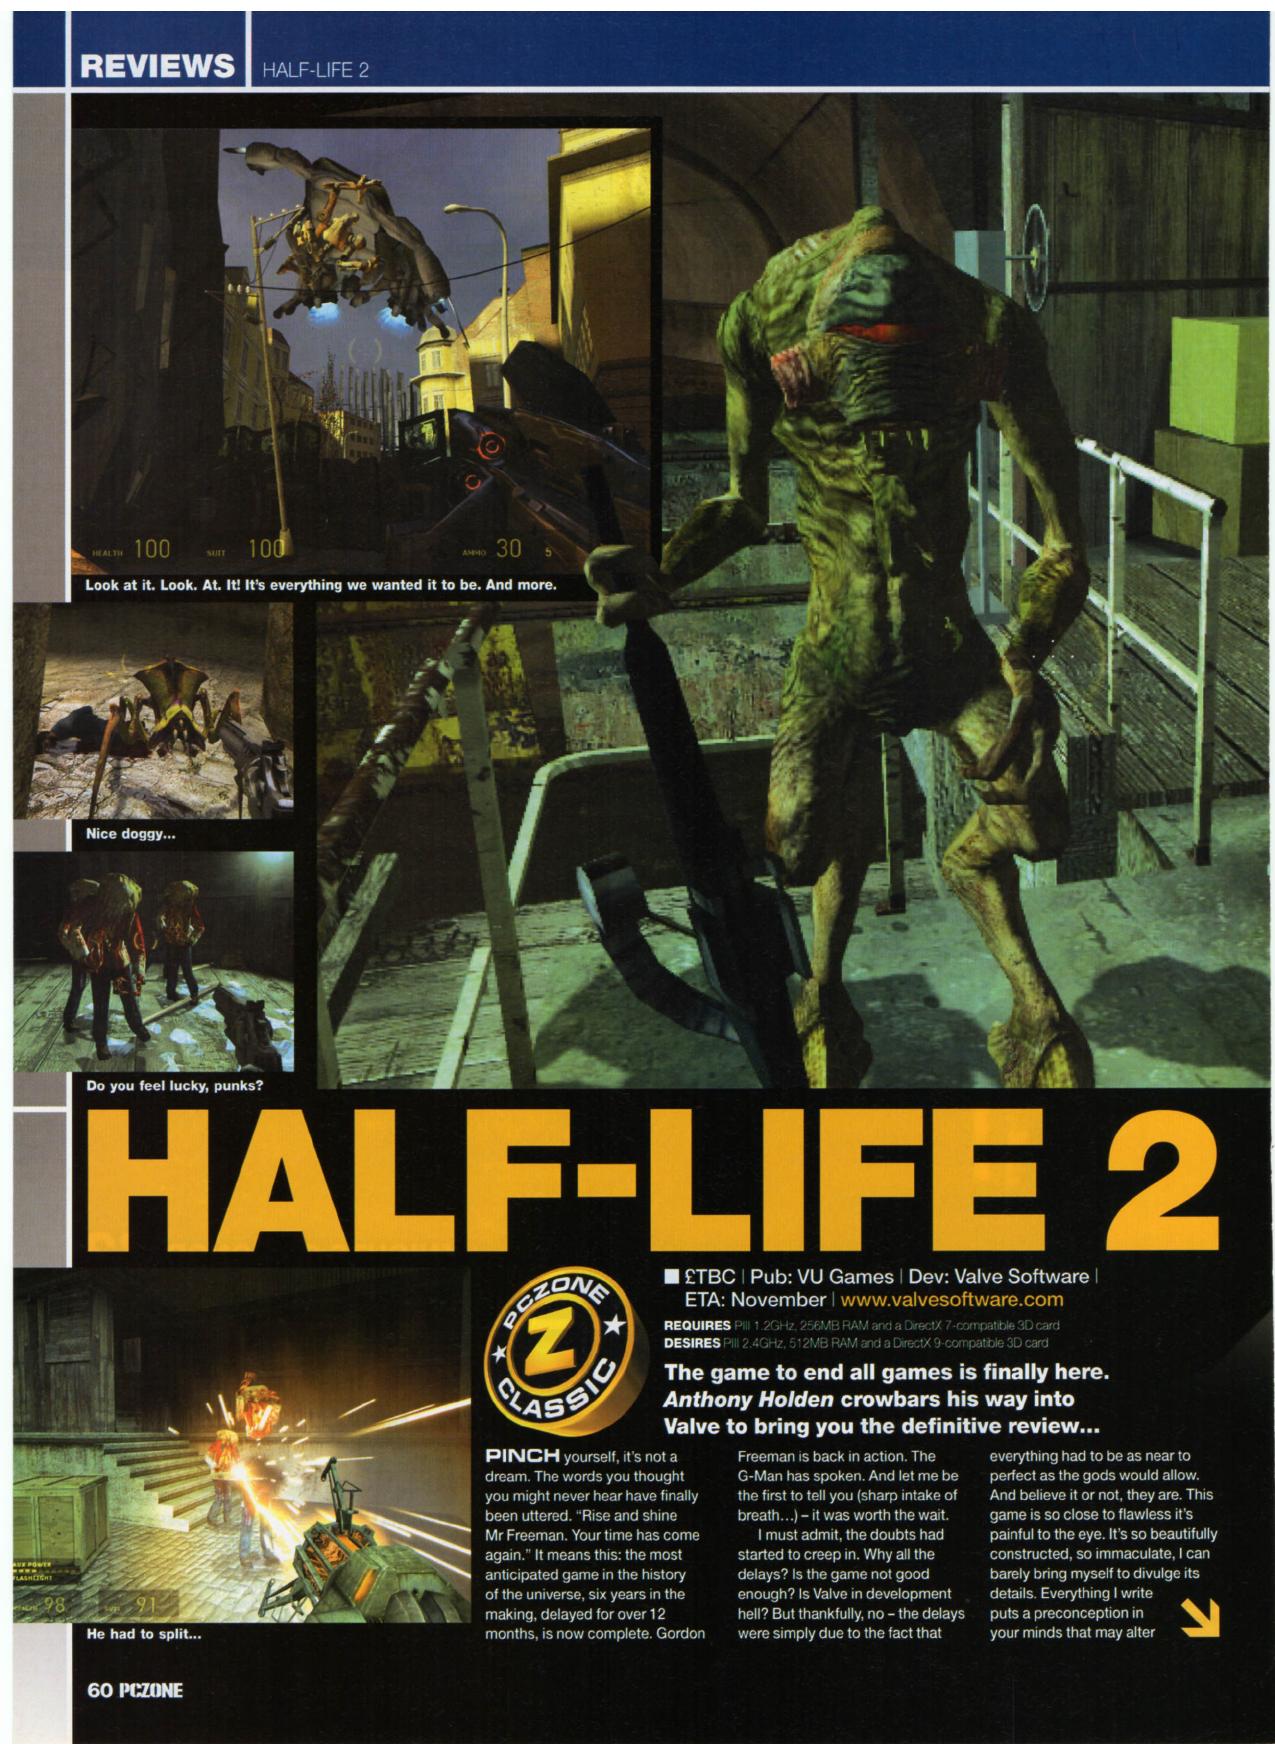 REVIEWS
HALF-LIFE 2
HEALTH 100
SUIT 100
AMMO 30 5
Look at it. Look. At. It! It's everything we wanted it to be. And more.
Nice doggy...
Do you feel lucky, punks?
HALF-LIFE 2
AUX POWER
FLASHLIGHT
98
SUIT 91
He had to split...
PCZONE
Z
CLASSIC
■ £TBC | Pub: VU Games | Dev: Valve Software |
ETA: November | www.valvesoftware.com
REQUIRES PIII 1.2GHz, 256MB RAM and a DirectX 7-compatible 3D card
DESIRES PIII 2.4GHz, 512MB RAM and a DirectX 9-compatible 3D card
The game to end all games is finally here.
Anthony Holden crowbars his way into
Valve to bring you the definitive review...
PINCH yourself, it's not a
dream. The words you thought
you might never hear have finally
been uttered. "Rise and shine
Mr Freeman. Your time has come
again." It means this: the most
anticipated game in the history
of the universe, six years in the
making, delayed for over 12
months, is now complete. Gordon
Freeman is back in action. The
G-Man has spoken. And let me be
the first to tell you (sharp intake of
breath...) – it was worth the wait.
I must admit, the doubts had
started to creep in. Why all the
delays? Is the game not good
enough? Is Valve in development
hell? But thankfully, no – the delays
were simply due to the fact that
everything had to be as near to
perfect as the gods would allow.
And believe it or not, they are. This
game is so close to flawless it's
painful to the eye. It's so beautifully
constructed, so immaculate, I can
barely bring myself to divulge its
details. Everything I write
puts a preconception in
your minds that may alter
60 PCZONE